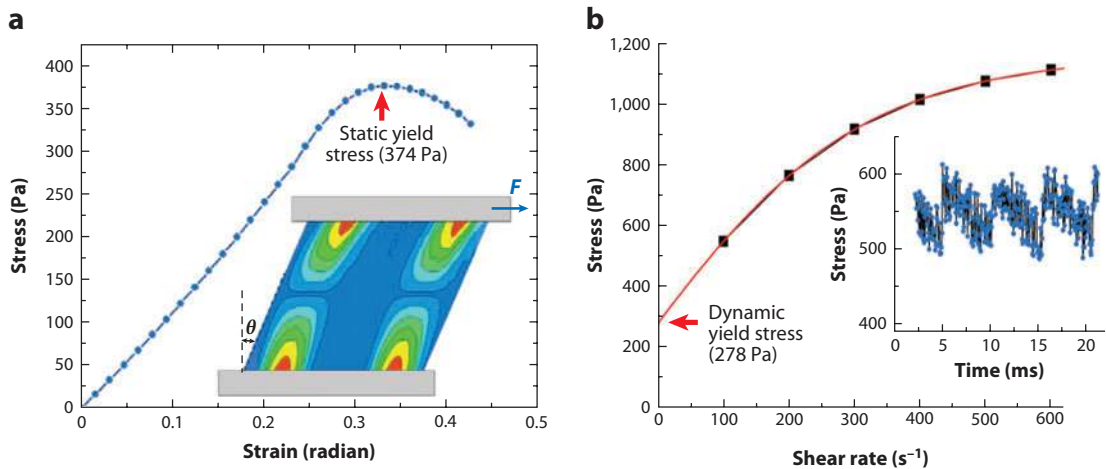 a
400
350
300
250
200
150
100
50
0
Stress (Pa)
0
0.1
0.2
0.3
0.4
0.5
Strain (radian)
Static yield
stress (374 Pa)
F
θ
b
1,200
1,000
800
600
400
200
0
Stress (Pa)
0
100
200
300
400
500
600
Shear rate (s⁻¹)
Dynamic
yield stress
(278 Pa)
600
500
400
Stress (Pa)
0
5
10
15
20
Time (ms)